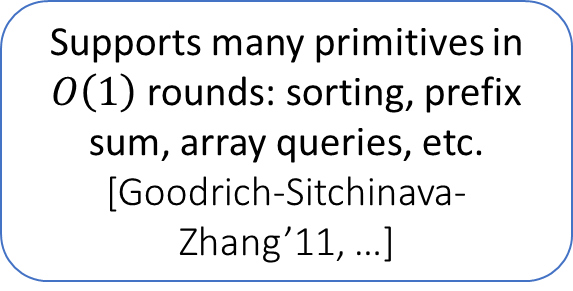 Supports many primitives in
O(1) rounds: sorting, prefix
sum, array queries, etc.
[Goodrich-Sitchinava-
Zhang’11, …]